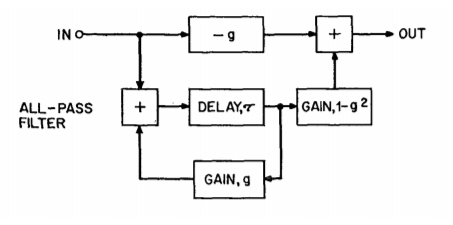 IN
-g
+
OUT
ALL-PASS
FILTER
+
DELAY,τ
GAIN,1-g²
GAIN, g